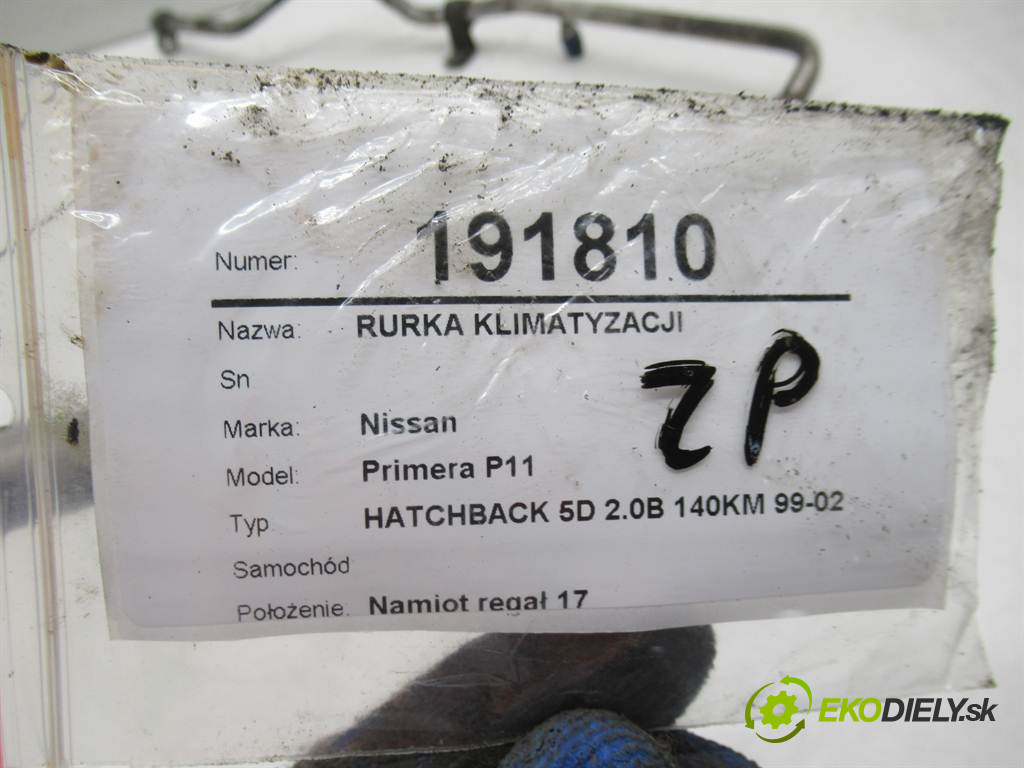 Numer: 191810
Nazwa: RURKA KLIMATYZACJI
Sn
ZP
Marka: Nissan
Model: Primera P11
Typ HATCHBACK 5D 2.0B 140KM 99-02
Samochód
Położenie: Namiot regał 17
EKODIELY.sk